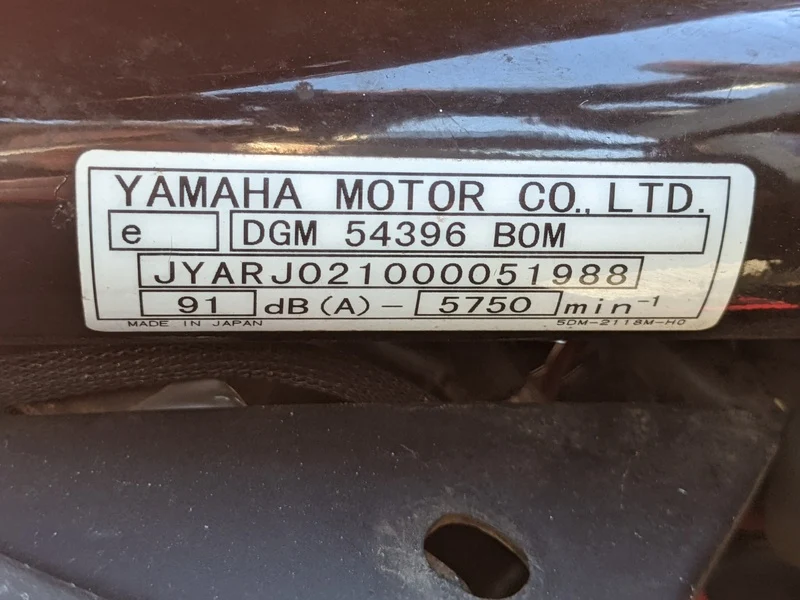 YAMAHA MOTOR CO., LTD.
e DGM 54396 BOM
JYARJ021000051988
91 dB (A) - 5750 min⁻¹
MADE IN JAPAN 5DM-2118M-H0